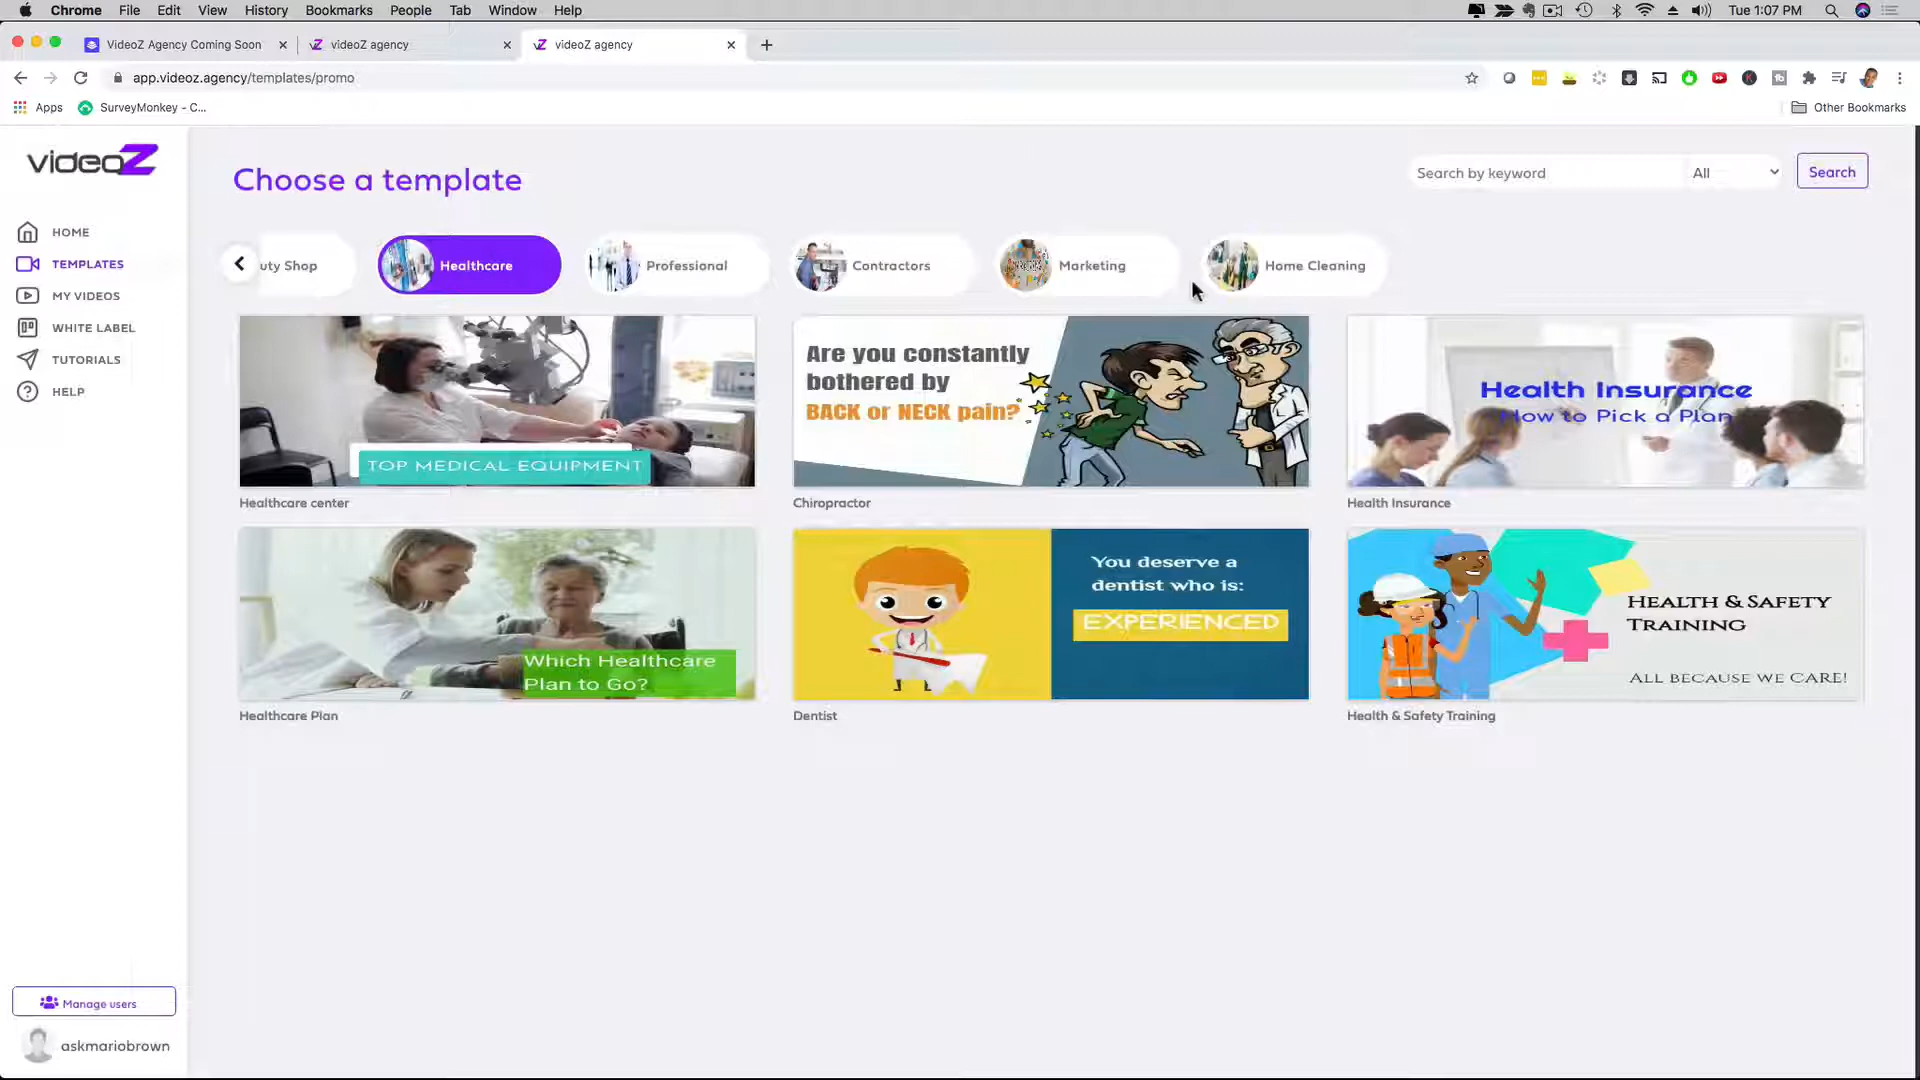 Chrome File Edit View History Bookmarks People Tab Window Help Tue 1:07 PM
VideoZ Agency Coming Soon videoZ agency videoZ agency
app.videoz.agency/templates/promo
Apps SurveyMonkey - C... Other Bookmarks
videoZ
HOME
TEMPLATES
MY VIDEOS
WHITE LABEL
TUTORIALS
HELP
Manage users
askmariobrown
Choose a template
Search by keyword All Search
uty Shop Healthcare Professional Contractors Marketing Home Cleaning
TOP MEDICAL EQUIPMENT
Healthcare center
Are you constantly
bothered by
BACK or NECK pain?
Chiropractor
Health Insurance
How to Pick a Plan
Health Insurance
Which Healthcare
Plan to Go?
Healthcare Plan
You deserve a
dentist who is:
EXPERIENCED
Dentist
HEALTH & SAFETY
TRAINING
ALL BECAUSE WE CARE!
Health & Safety Training